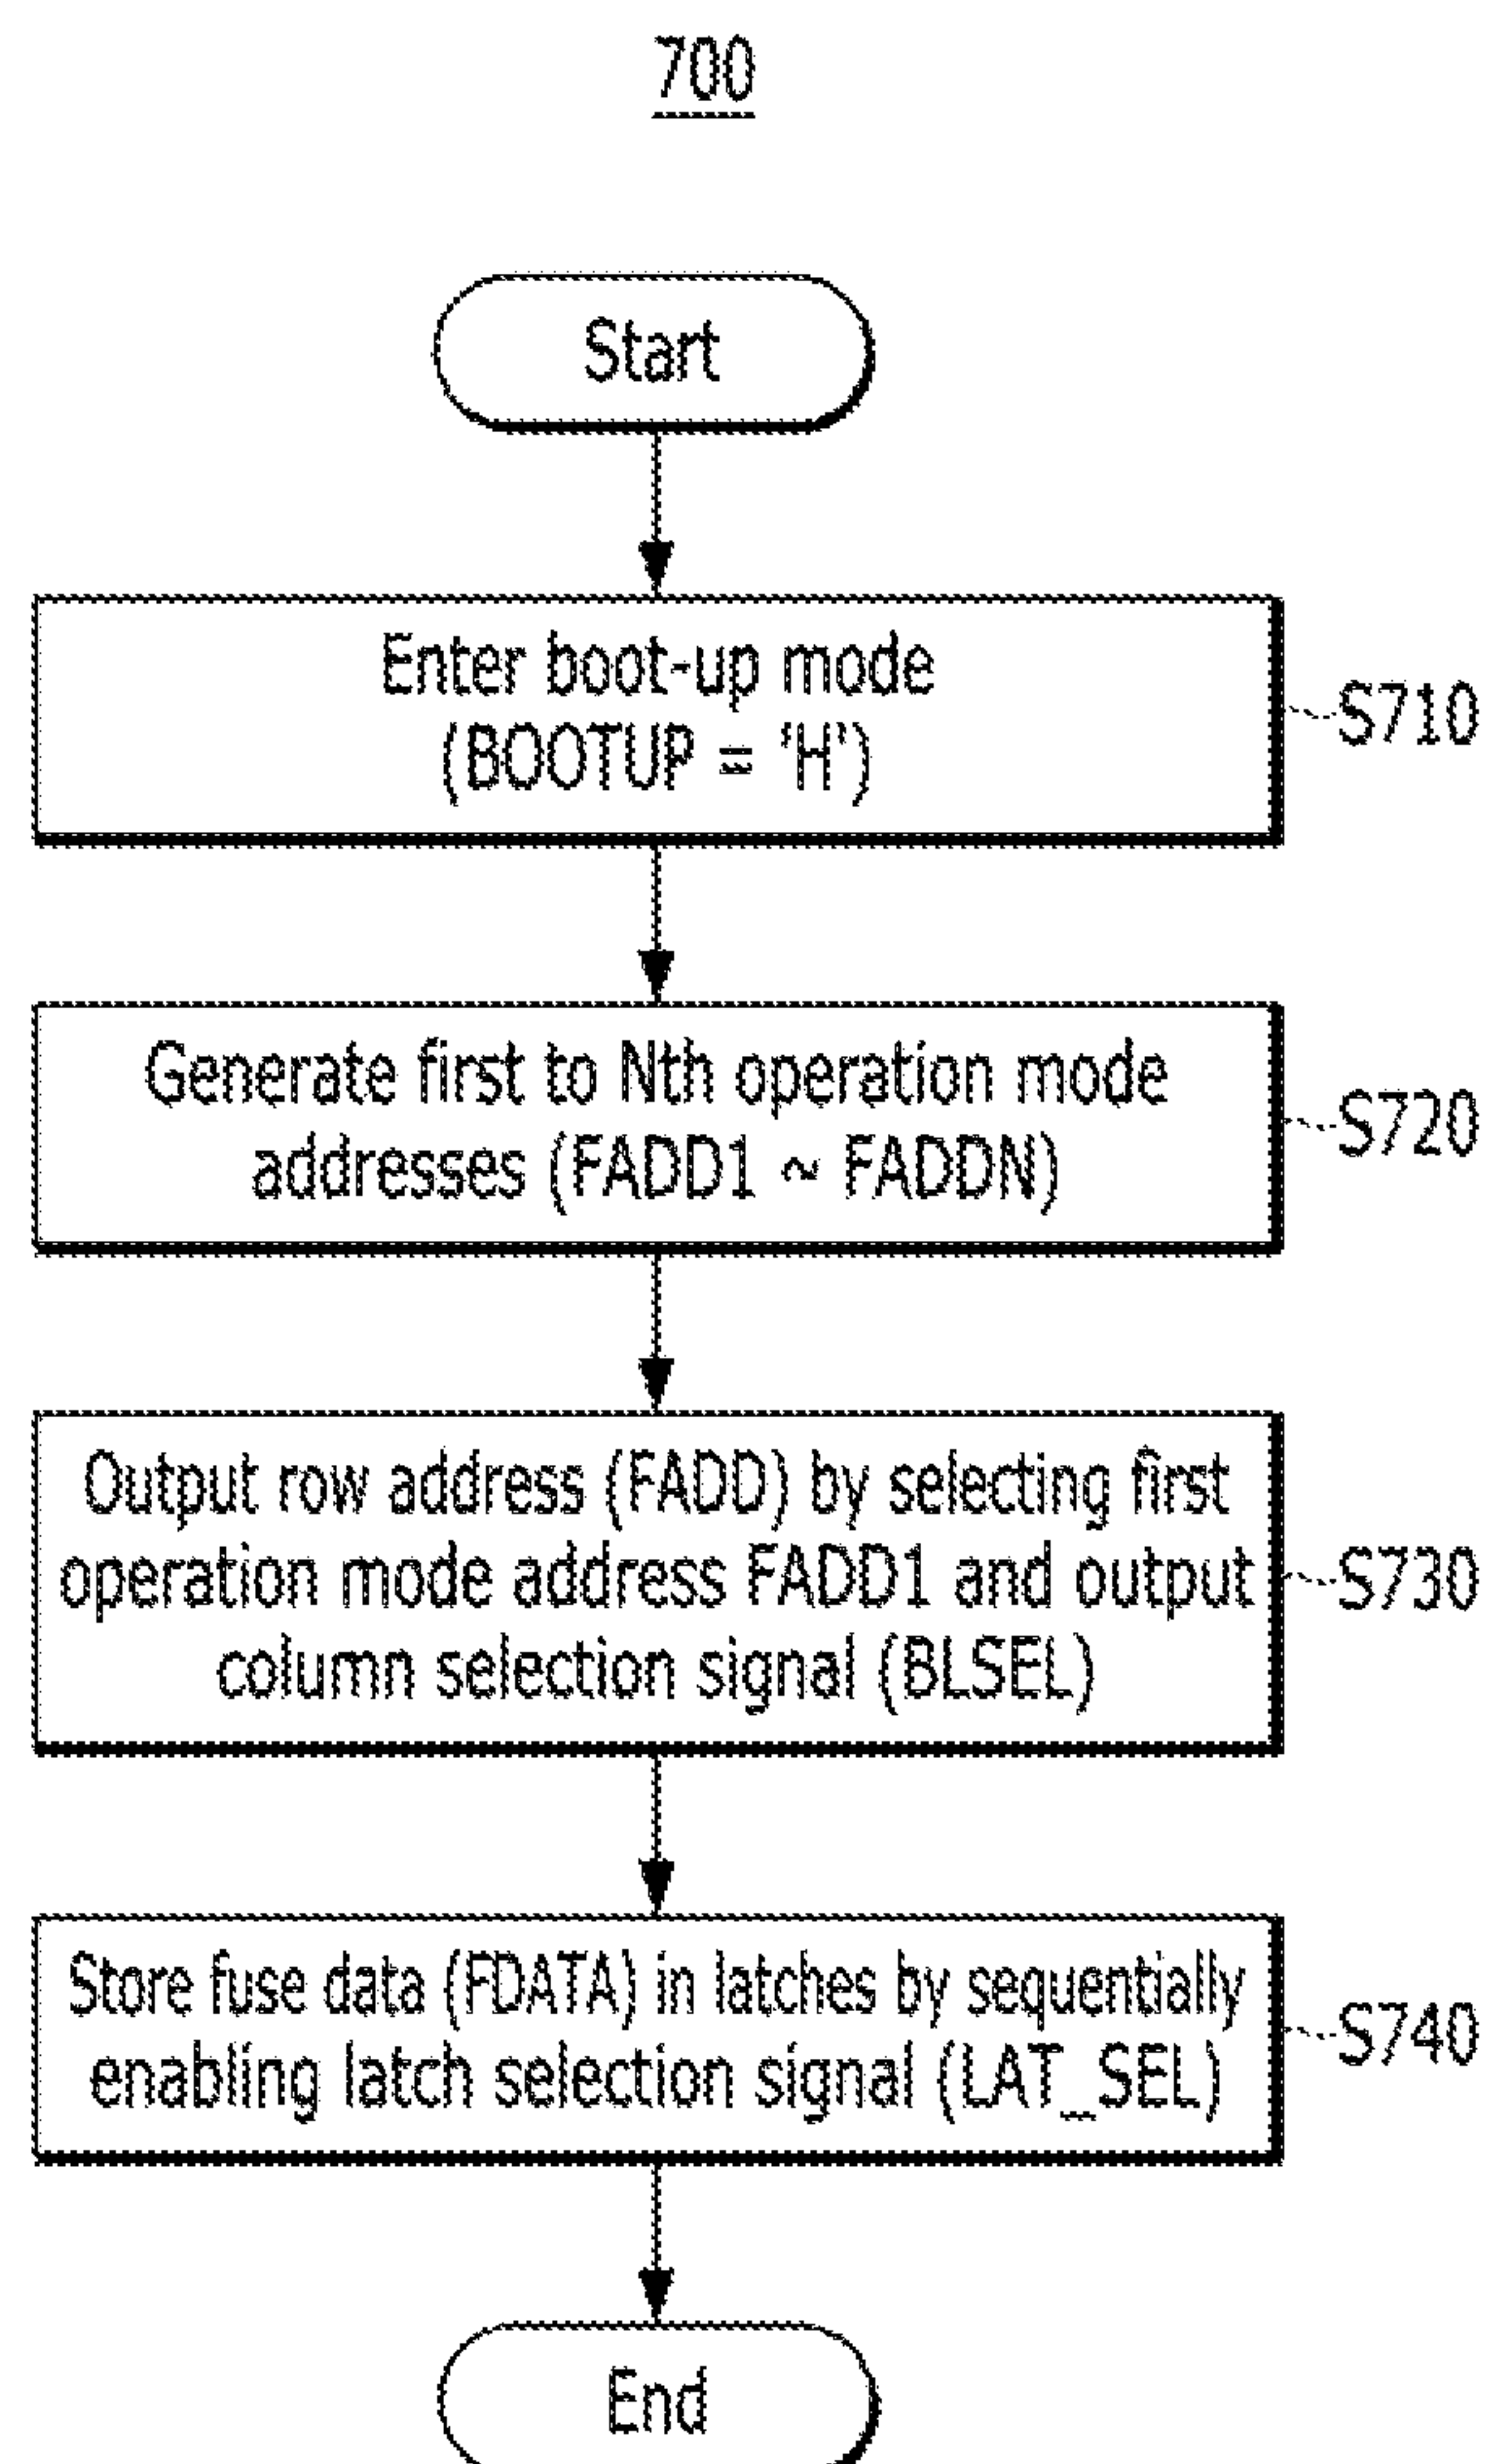 700
Start
Enter boot-up mode
(BOOTUP = 'H')
S710
Generate first to Nth operation mode
addresses (FADD1 ~ FADDN)
S720
Output row address (FADD) by selecting first
operation mode address FADD1 and output
column selection signal (BLSEL)
S730
Store fuse data (FDATA) in latches by sequentially
enabling latch selection signal (LAT_SEL)
S740
End